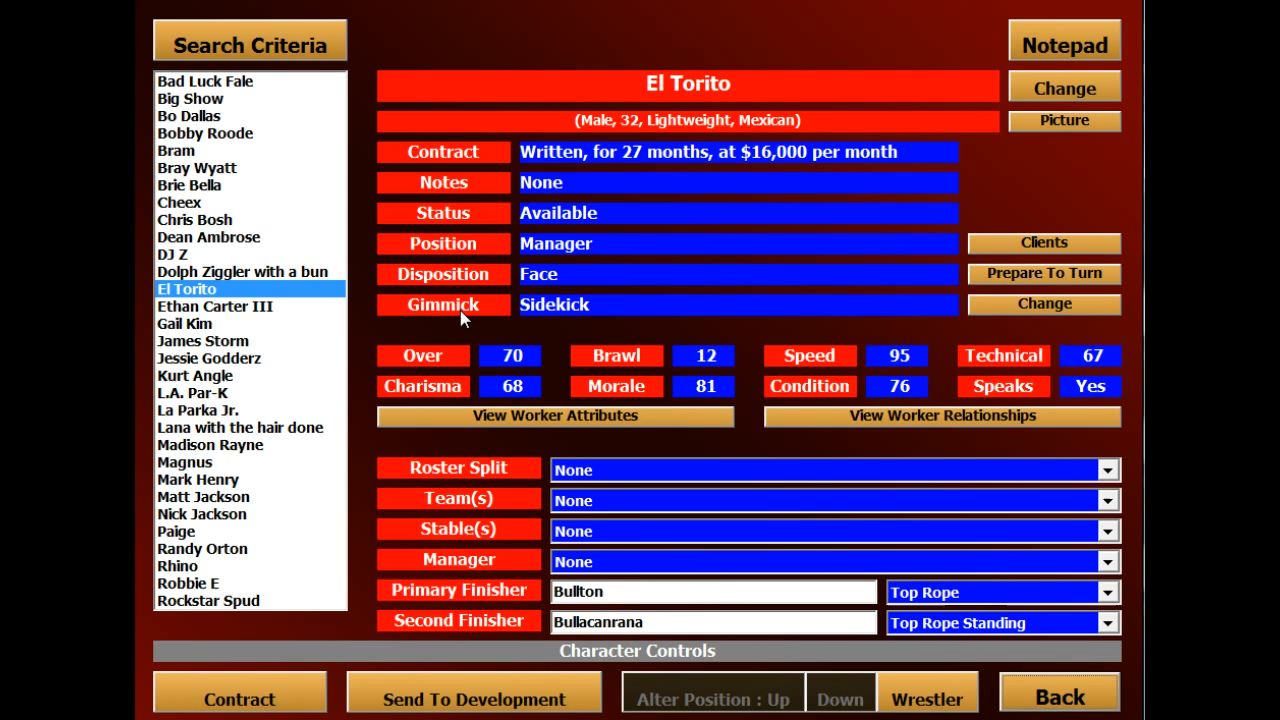 Search Criteria
Notepad
Bad Luck Fale
Big Show
Bo Dallas
Bobby Roode
Bram
Bray Wyatt
Brie Bella
Cheex
Chris Bosh
Dean Ambrose
DJ Z
Dolph Ziggler with a bun
El Torito
Ethan Carter III
Gail Kim
James Storm
Jessie Godderz
Kurt Angle
L.A. Par-K
La Parka Jr.
Lana with the hair done
Madison Rayne
Magnus
Mark Henry
Matt Jackson
Nick Jackson
Paige
Randy Orton
Rhino
Robbie E
Rockstar Spud
El Torito
Change
(Male, 32, Lightweight, Mexican)
Picture
Contract Written, for 27 months, at $16,000 per month
Notes None
Status Available
Position Manager Clients
Disposition Face Prepare To Turn
Gimmick Sidekick Change
Over 70 Brawl 12 Speed 95 Technical 67
Charisma 68 Morale 81 Condition 76 Speaks Yes
View Worker Attributes View Worker Relationships
Roster Split None
Team(s) None
Stable(s) None
Manager None
Primary Finisher Bullton Top Rope
Second Finisher Bullacanrana Top Rope Standing
Character Controls
Contract Send To Development Alter Position : Up Down Wrestler Back